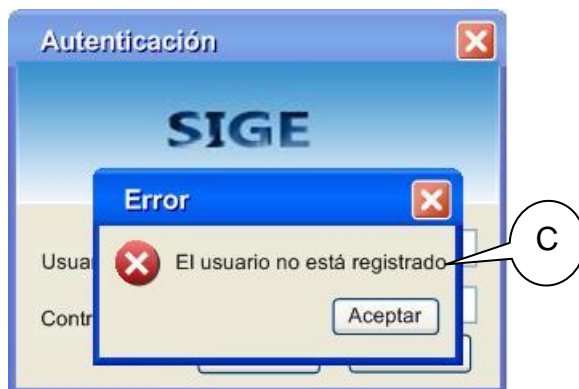 Autenticación
SIGE
Error
El usuario no está registrado
C
Usua
Contr
Aceptar